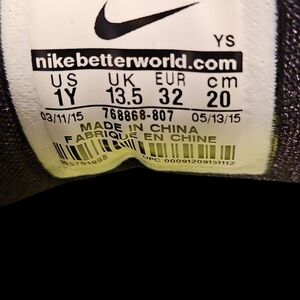 YS
nikebetterworld.com
US UK EUR cm
1Y 13.5 32 20
03/11/15 768868-807 05/13/15
MADE IN CHINA
FABRIQUE EN CHINE